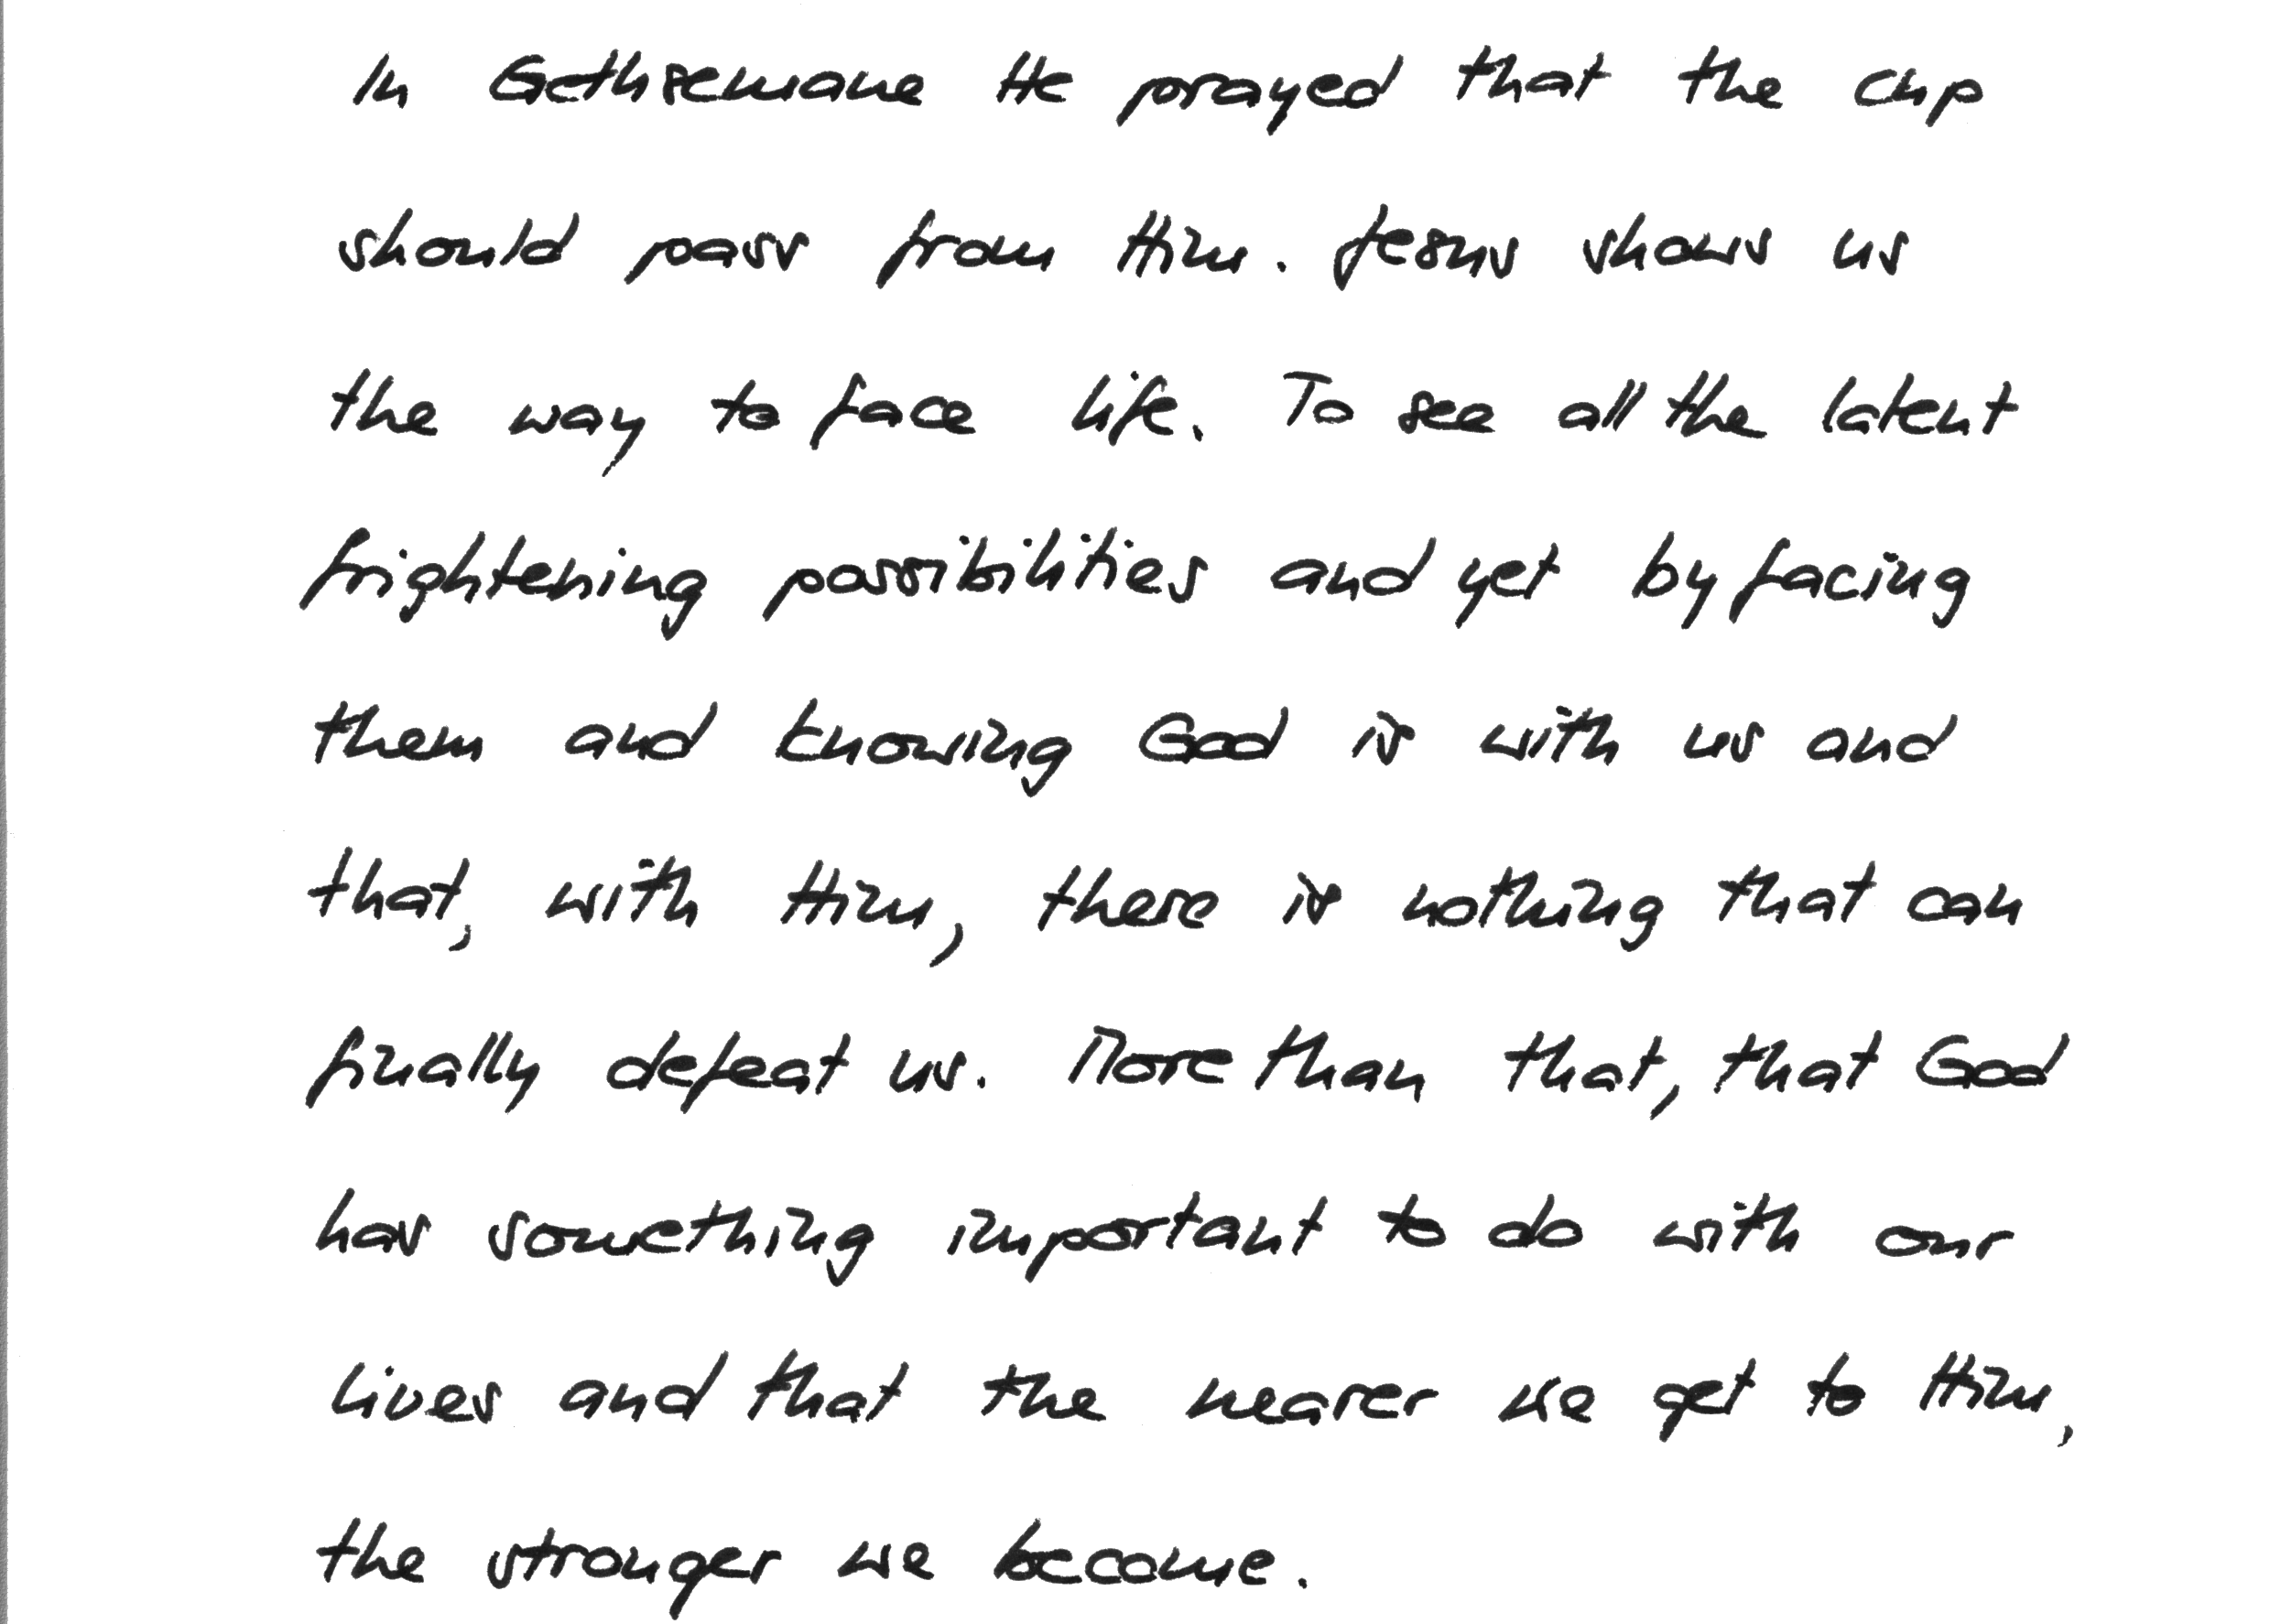 In Gethsemane He prayed that the cup
should pass from Him. Jesus shows us
the way to face life. To see all the latent
frightening possibilities and yet by facing
them and knowing God is with us and
that, with Him, there is nothing that can
finally defeat us. More than that, that God
has something important to do with our
lives and that the nearer we get to Him,
the stronger we become.